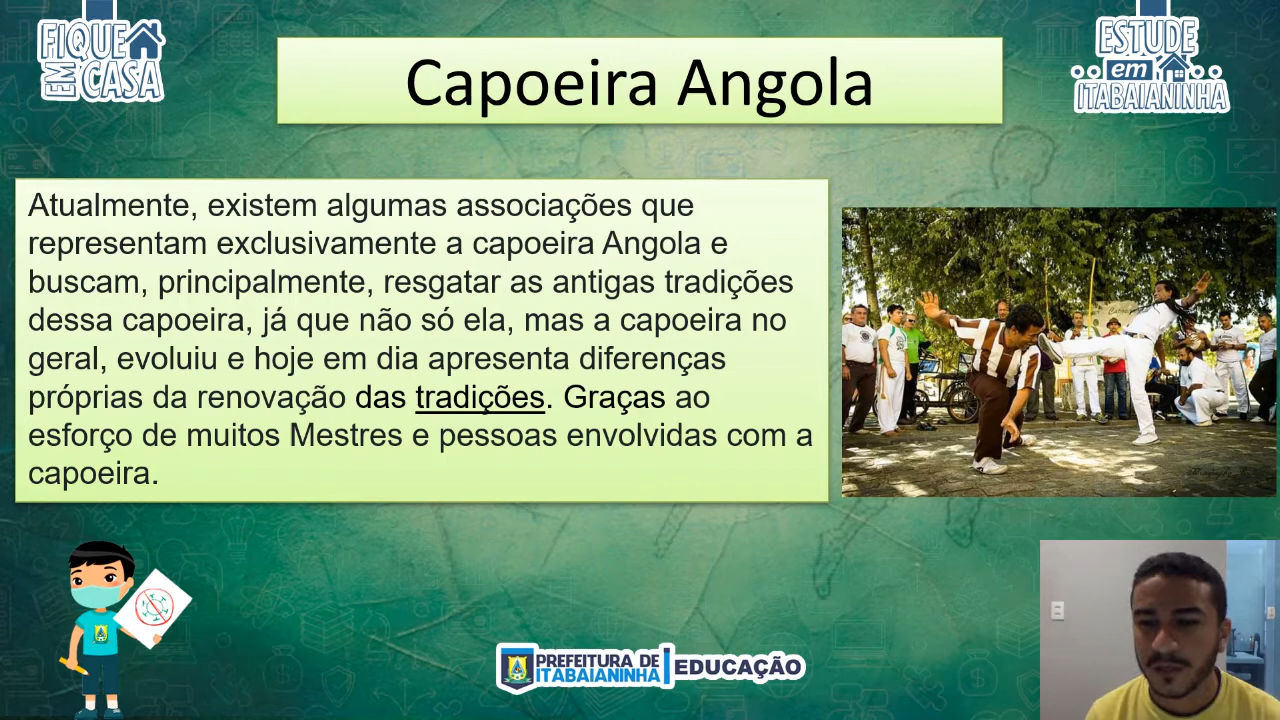 FIQUE
EM
CASA
ESTUDE
em
ITABAIANINHA
Capoeira Angola
Atualmente, existem algumas associações que
representam exclusivamente a capoeira Angola e
buscam, principalmente, resgatar as antigas tradições
dessa capoeira, já que não só ela, mas a capoeira no
geral, evoluiu e hoje em dia apresenta diferenças
próprias da renovação das tradições. Graças ao
esforço de muitos Mestres e pessoas envolvidas com a
capoeira.
PREFEITURA DE
ITABAIANINHA
EDUCAÇÃO